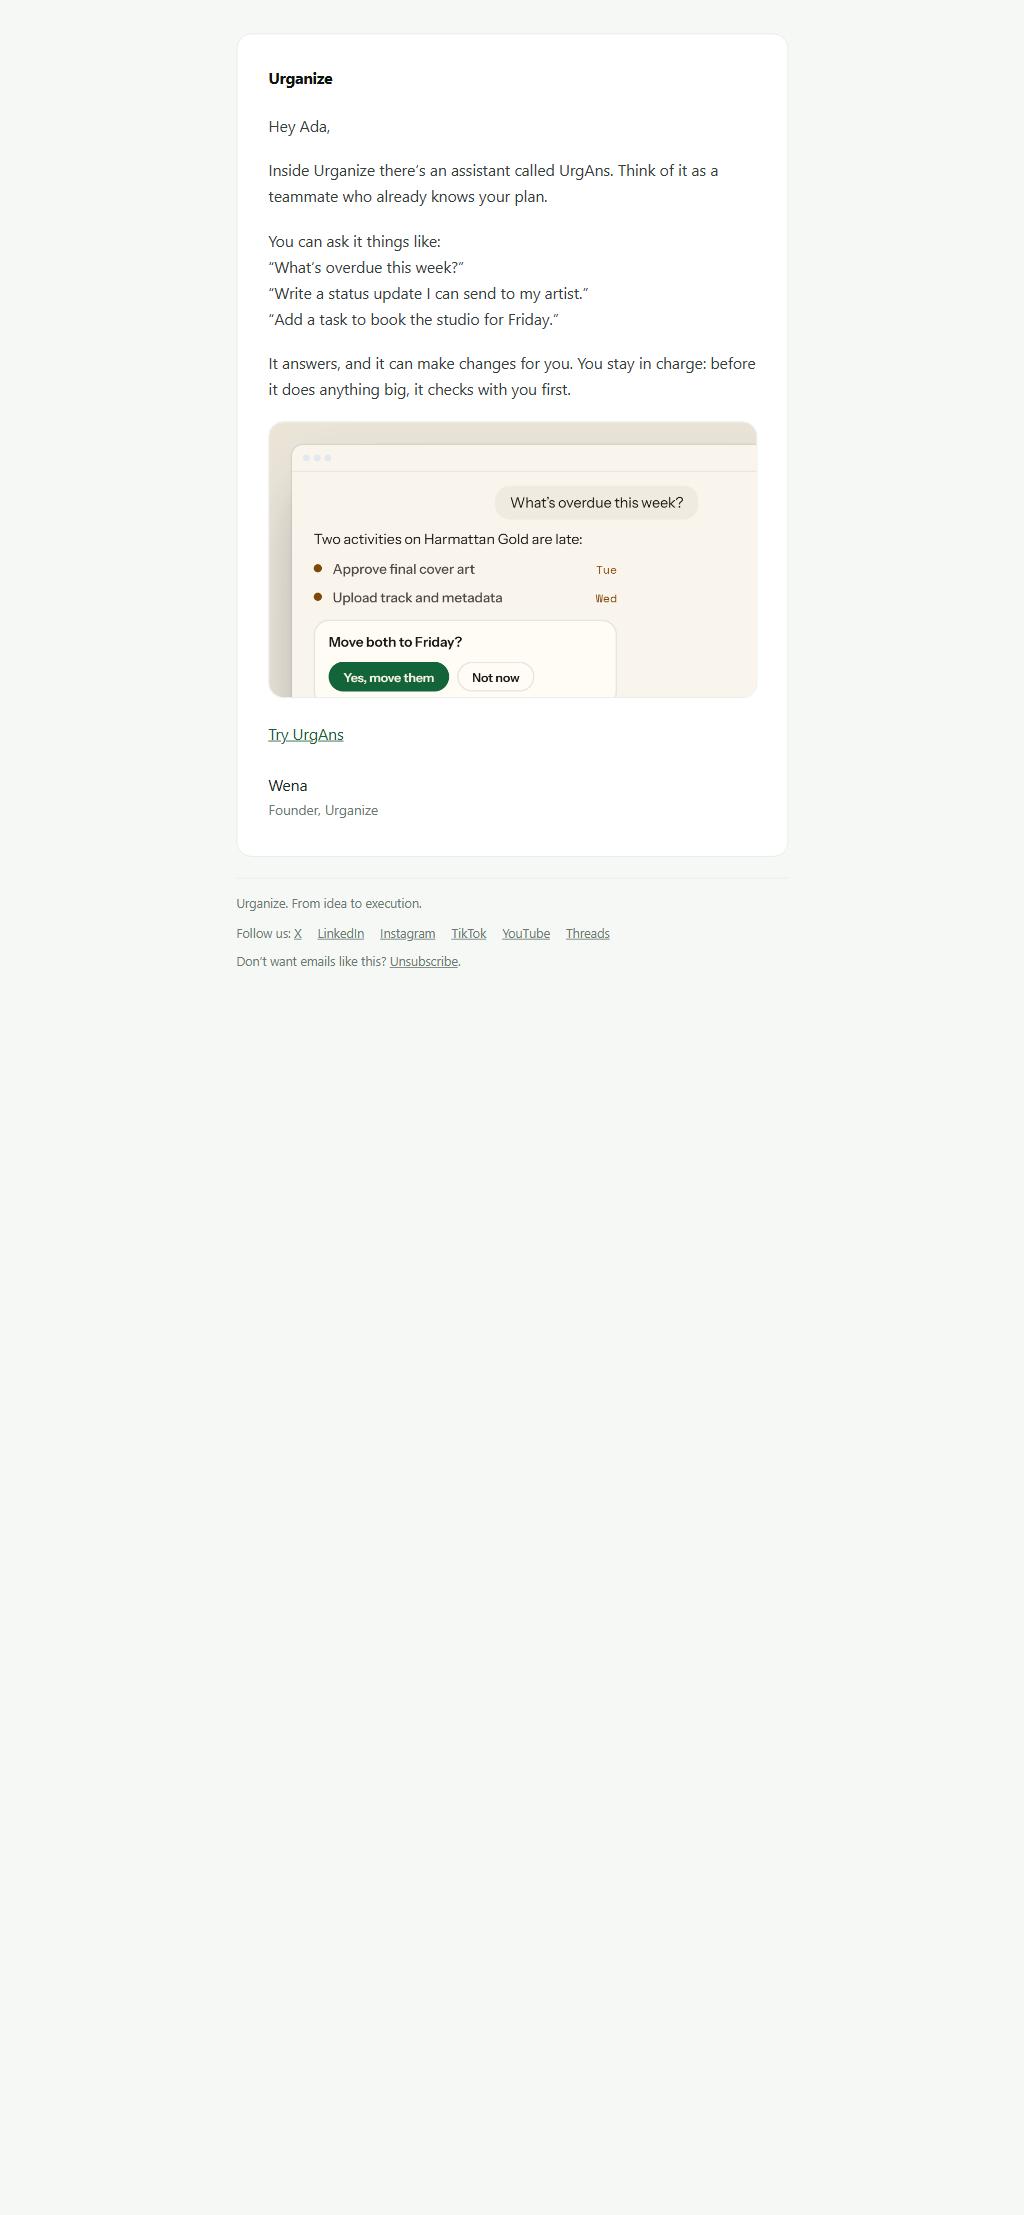 Urganize
Hey Ada,
Inside Urganize there's an assistant called UrgAns. Think of it as a
teammate who already knows your plan.
You can ask it things like:
“What's overdue this week?”
“Write a status update I can send to my artist.”
“Add a task to book the studio for Friday.”
It answers, and it can make changes for you. You stay in charge: before
it does anything big, it checks with you first.
What's overdue this week?
Two activities on Harmattan Gold are late:
Approve final cover art Tue
Upload track and metadata Wed
Move both to Friday?
Yes, move them Not now
Try UrgAns
Wena
Founder, Urganize
Urganize. From idea to execution.
Follow us: X LinkedIn Instagram TikTok YouTube Threads
Don't want emails like this? Unsubscribe.